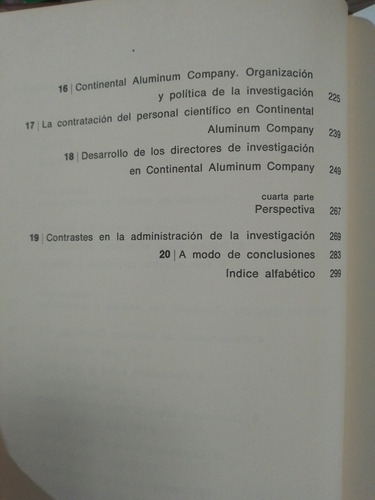 16 | Continental Aluminum Company. Organización
y política de la investigación 225
17 | La contratación del personal científico en Continental
Aluminum Company 239
18 | Desarrollo de los directores de investigación
en Continental Aluminum Company 249
cuarta parte
Perspectiva 267
19 | Contrastes en la administración de la investigación 269
20 | A modo de conclusiones 283
Indice alfabético 299